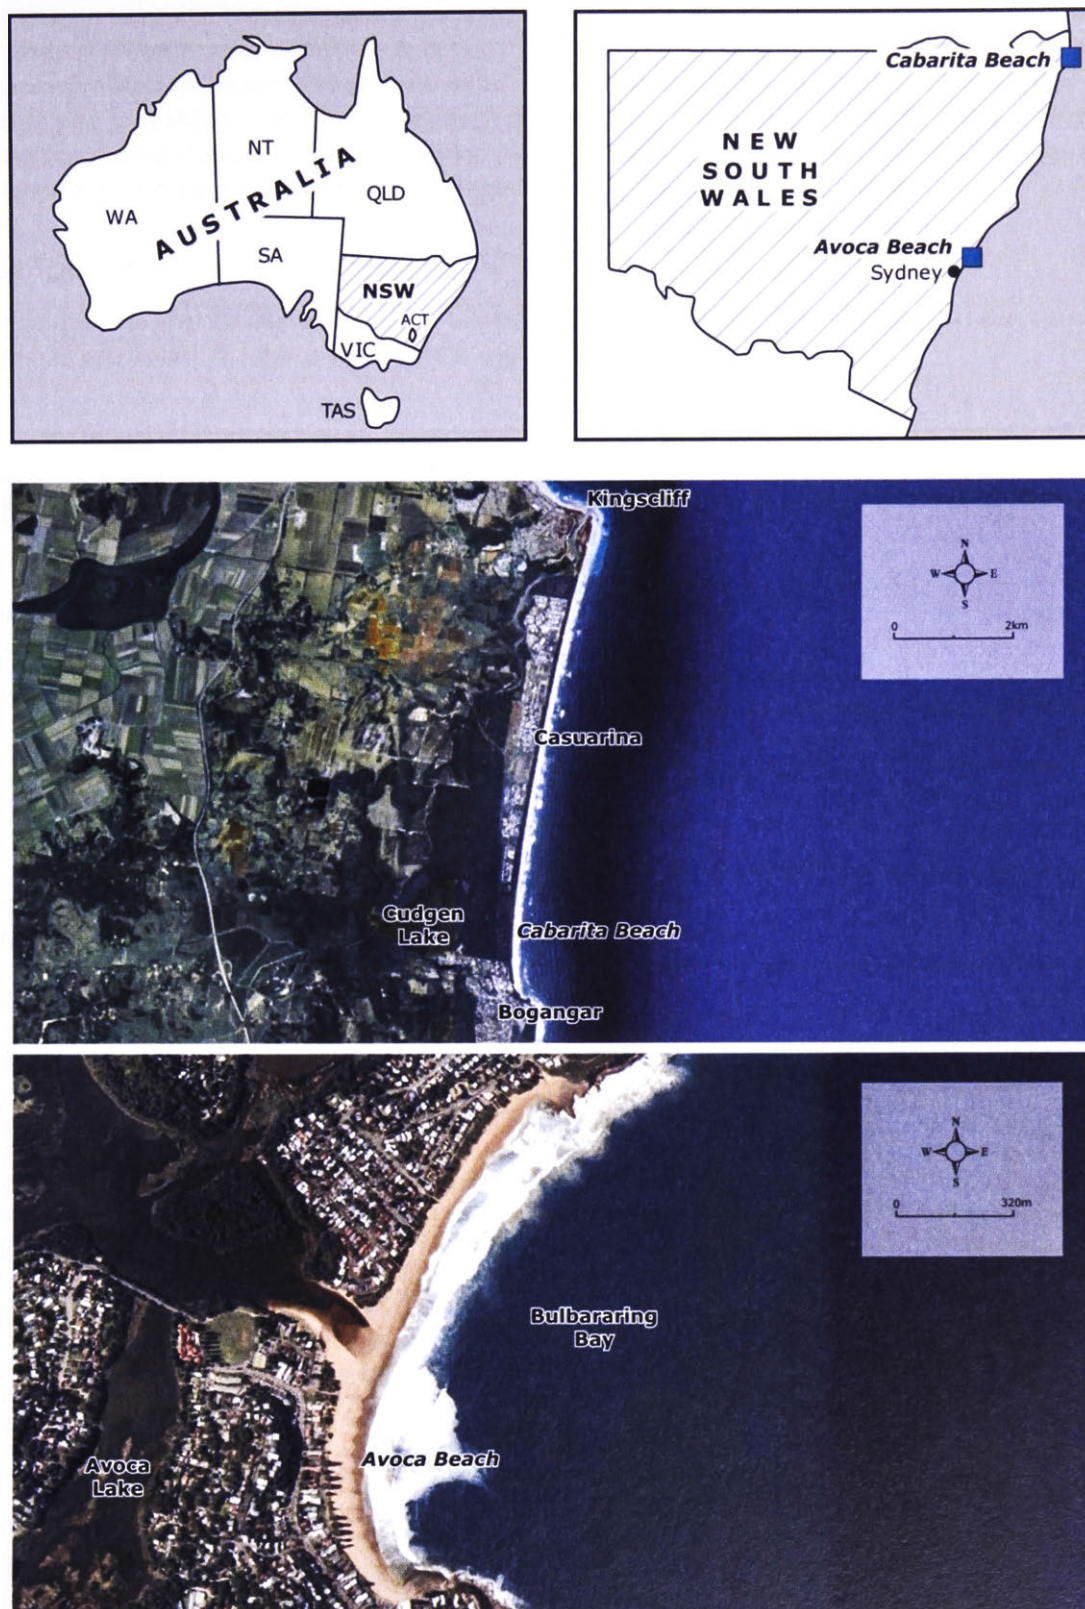 NT
WA
AUSTRALIA
QLD
SA
NSW
ACT
VIC
TAS
Cabarita Beach
NEW
SOUTH
WALES
Avoca Beach
Sydney
Kingscliff
N
W E
S
0 2km
Casuarina
Cudgen
Lake
Cabarita Beach
Bogangar
N
W E
S
0 320m
Bulbararing
Bay
Avoca Beach
Avoca
Lake